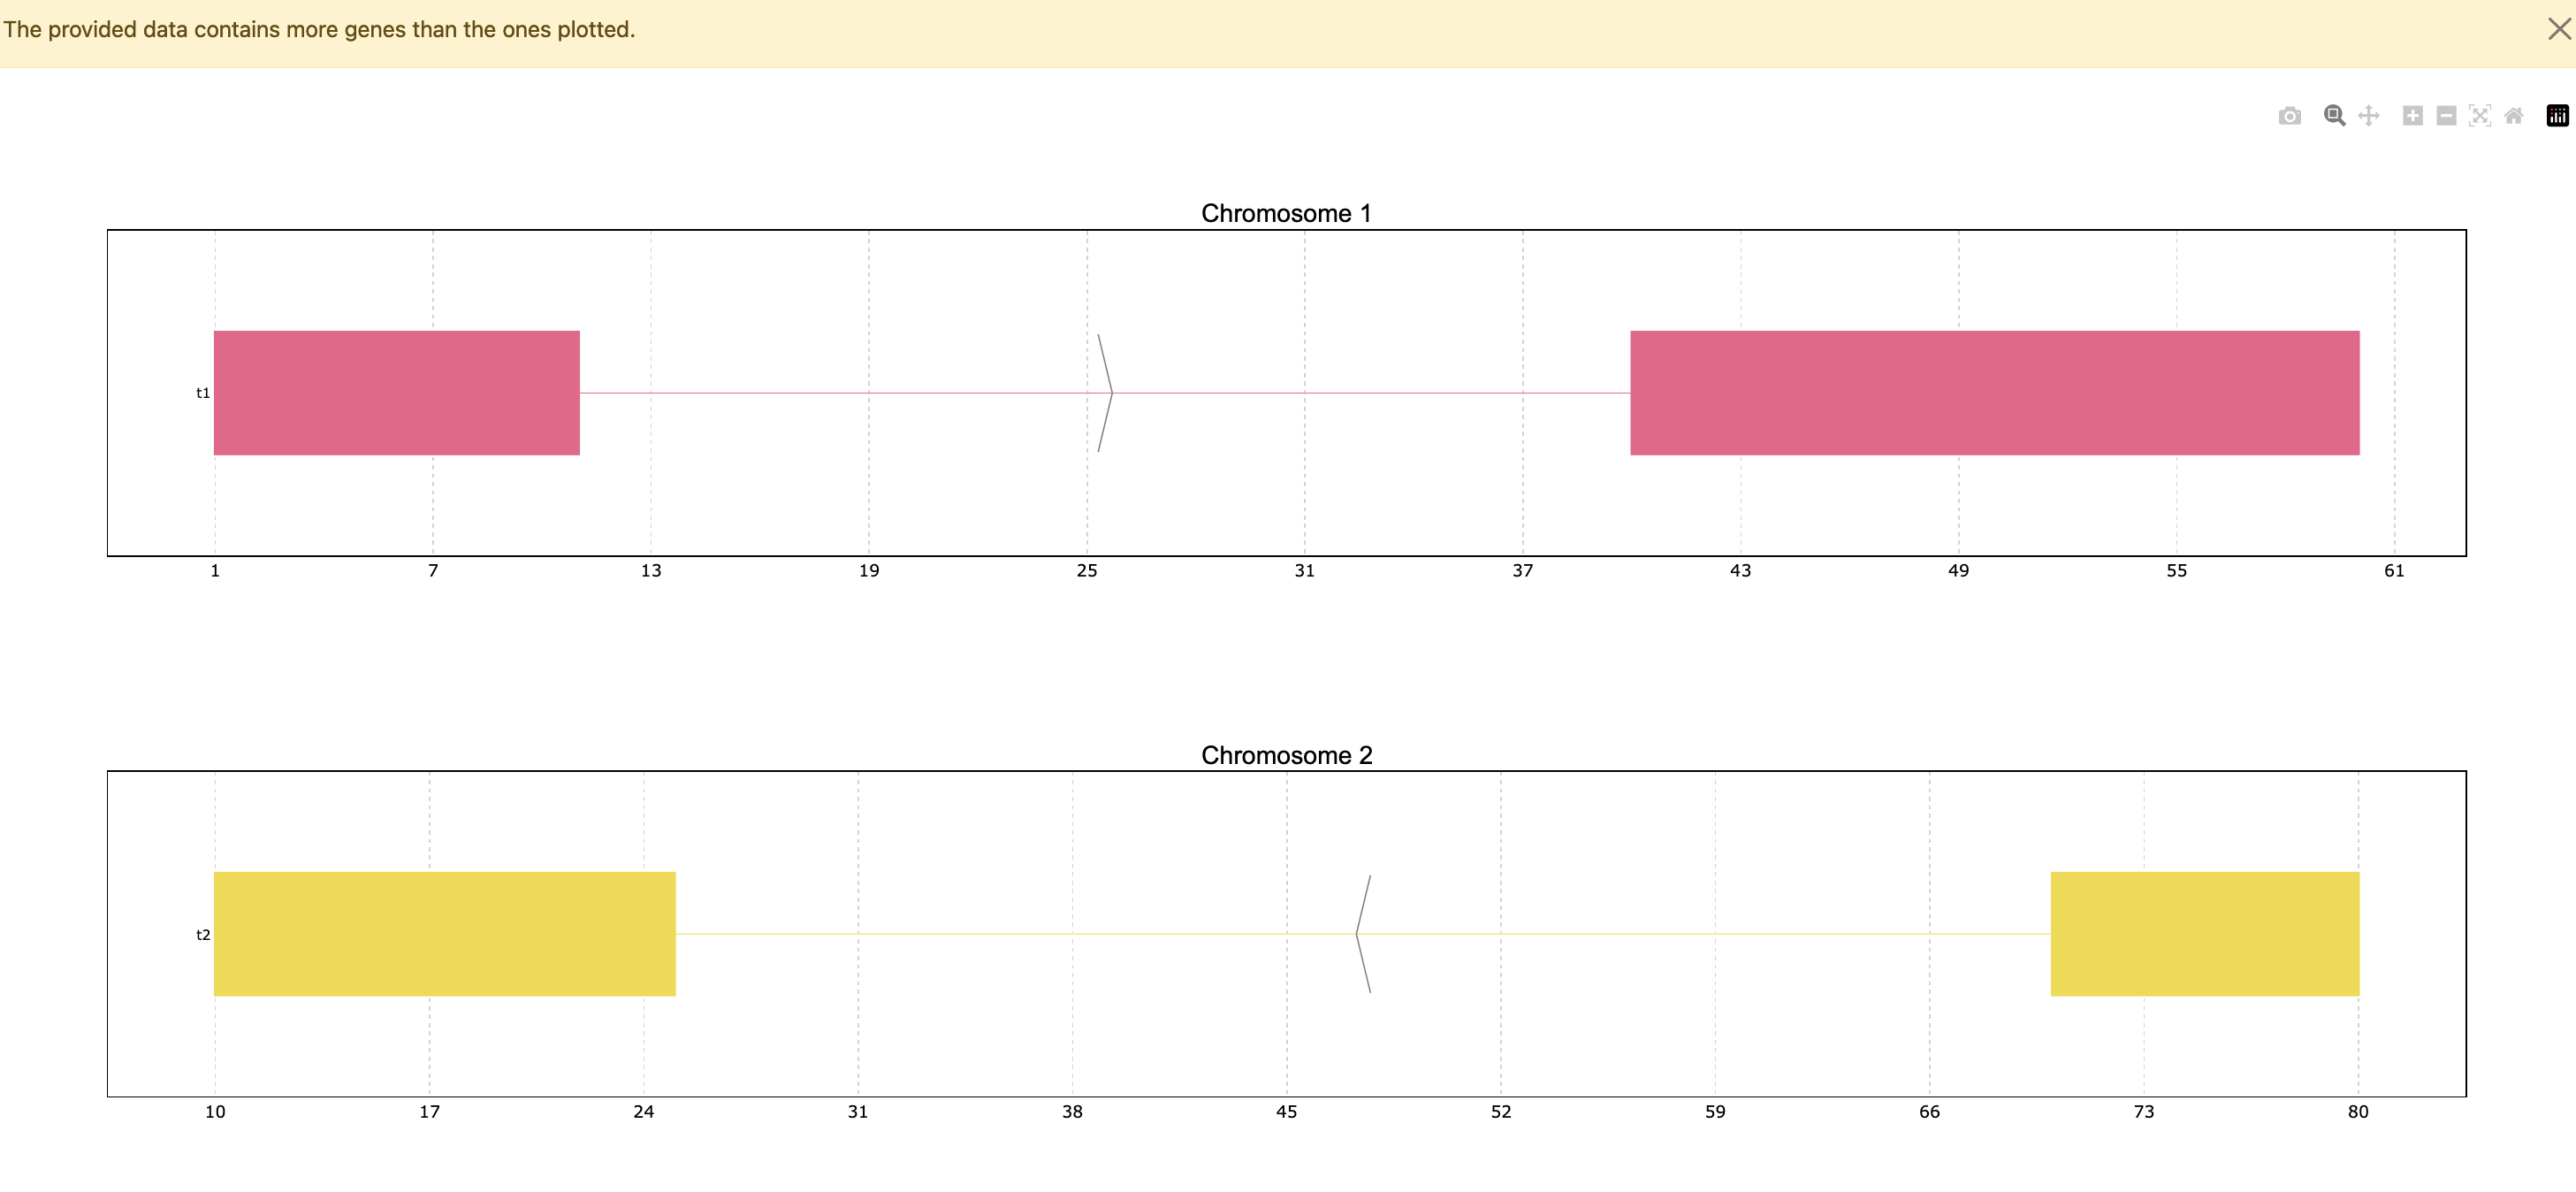 The provided data contains more genes than the ones plotted.
Chromosome 1
t1
1 7 13 19 25 31 37 43 49 55 61
Chromosome 2
t2
10 17 24 31 38 45 52 59 66 73 80